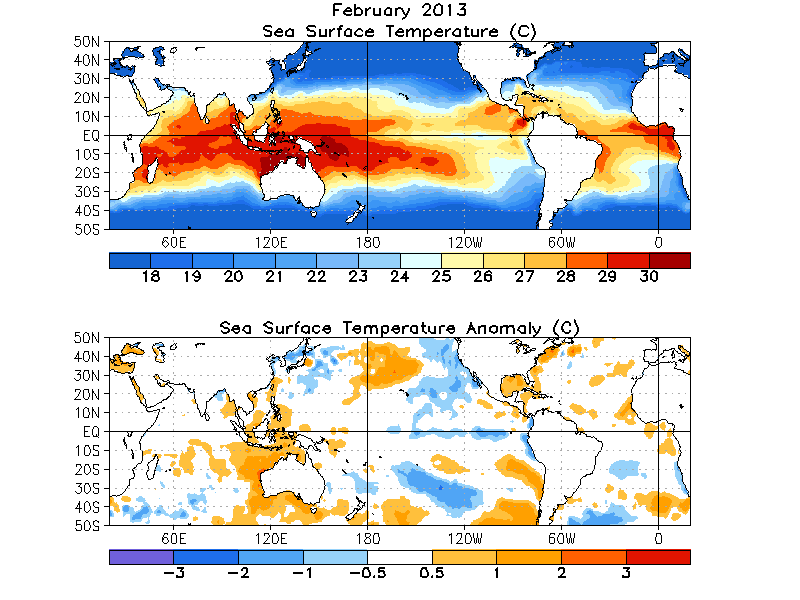 February 2013
Sea Surface Temperature (C)
50N
40N
30N
20N
10N
EQ
10S
20S
30S
40S
50S
60E 120E 180 120W 60W 0
18 19 20 21 22 23 24 25 26 27 28 29 30
Sea Surface Temperature Anomaly (C)
50N
40N
30N
20N
10N
EQ
10S
20S
30S
40S
50S
60E 120E 180 120W 60W 0
-3 -2 -1 -0.5 0.5 1 2 3